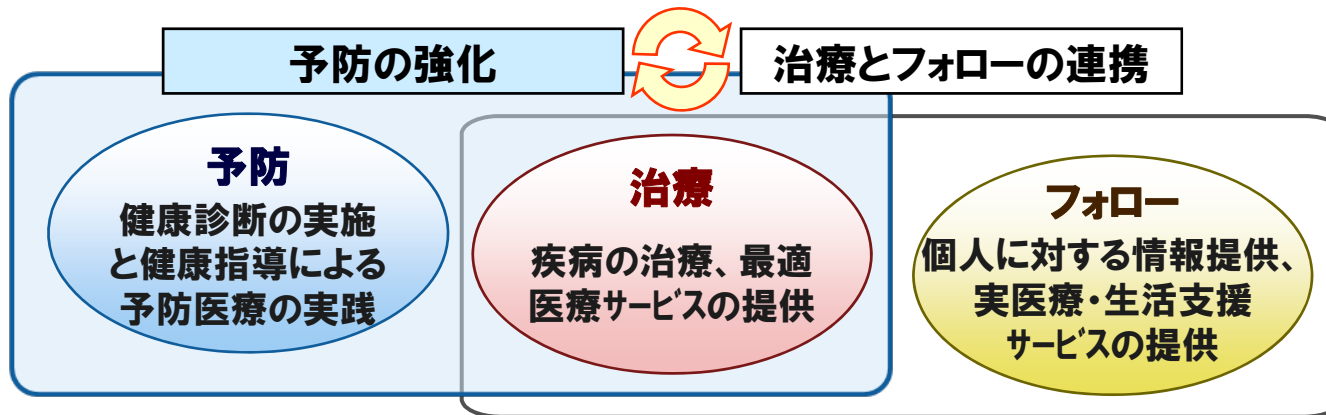 予防の強化
治療とフォローの連携
予防
健康診断の実施
と健康指導による
予防医療の実践
治療
疾病の治療、最適
医療サービスの提供
フォロー
個人に対する情報提供、
実医療・生活支援
サービスの提供